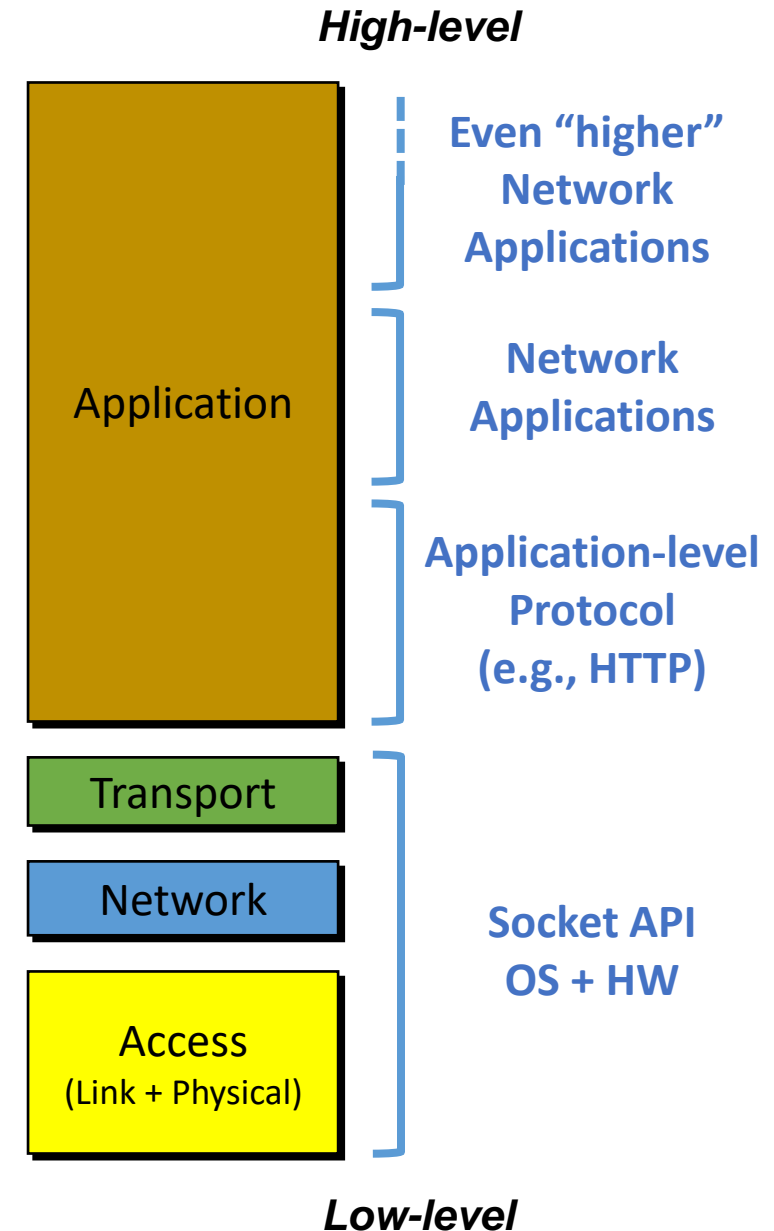 High-level
Even “higher”
Network
Applications
Network
Applications
Application
Application-level
Protocol
(e.g., HTTP)
Transport
Network
Socket API
OS + HW
Access
(Link + Physical)
Low-level